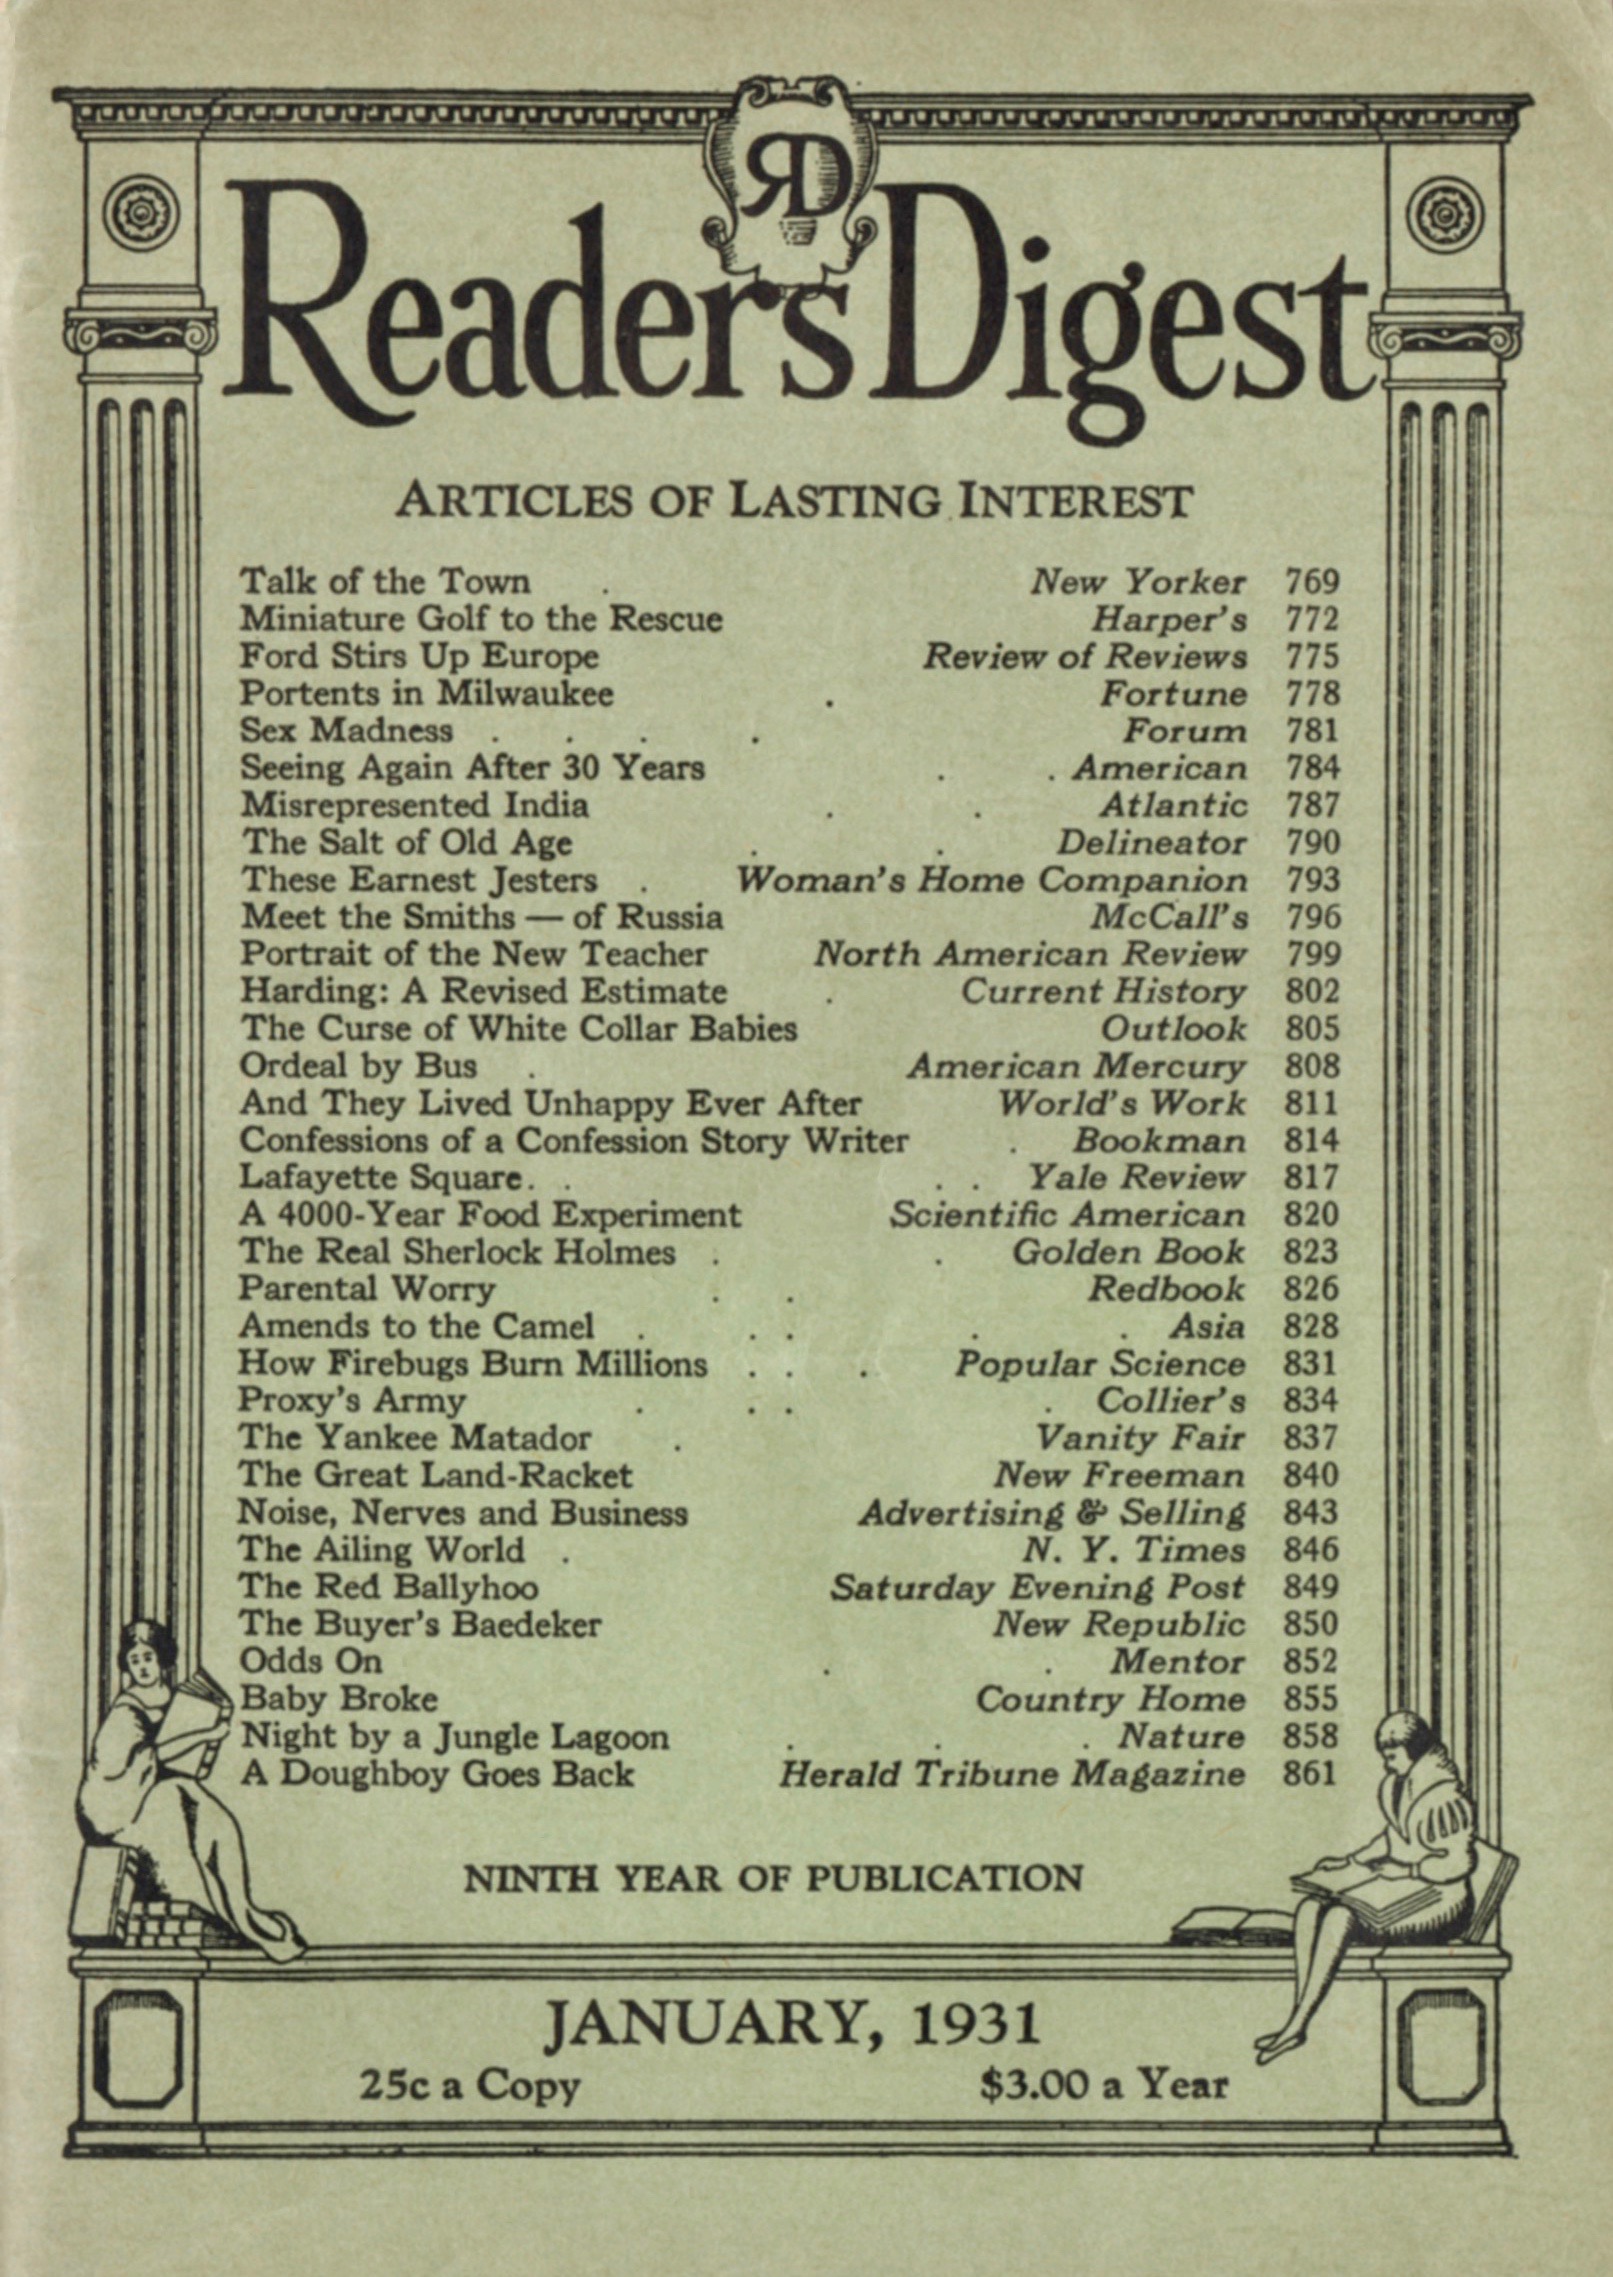 RD
Readers Digest
ARTICLES OF LASTING INTEREST
Talk of the Town . New Yorker 769
Miniature Golf to the Rescue Harper's 772
Ford Stirs Up Europe Review of Reviews 775
Portents in Milwaukee . Fortune 778
Sex Madness . . . . Forum 781
Seeing Again After 30 Years . . American 784
Misrepresented India . . Atlantic 787
The Salt of Old Age . . Delineator 790
These Earnest Jesters . Woman's Home Companion 793
Meet the Smiths — of Russia McCall's 796
Portrait of the New Teacher North American Review 799
Harding: A Revised Estimate . Current History 802
The Curse of White Collar Babies Outlook 805
Ordeal by Bus . American Mercury 808
And They Lived Unhappy Ever After World's Work 811
Confessions of a Confession Story Writer . Bookman 814
Lafayette Square. . . . Yale Review 817
A 4000-Year Food Experiment Scientific American 820
The Real Sherlock Holmes . . Golden Book 823
Parental Worry . . Redbook 826
Amends to the Camel . . . . . Asia 828
How Firebugs Burn Millions . . . Popular Science 831
Proxy's Army . . . . Collier's 834
The Yankee Matador . Vanity Fair 837
The Great Land-Racket New Freeman 840
Noise, Nerves and Business Advertising & Selling 843
The Ailing World . N. Y. Times 846
The Red Ballyhoo Saturday Evening Post 849
The Buyer's Baedeker New Republic 850
Odds On . . Mentor 852
Baby Broke Country Home 855
Night by a Jungle Lagoon . . . Nature 858
A Doughboy Goes Back Herald Tribune Magazine 861
NINTH YEAR OF PUBLICATION
JANUARY, 1931
25c a Copy $3.00 a Year